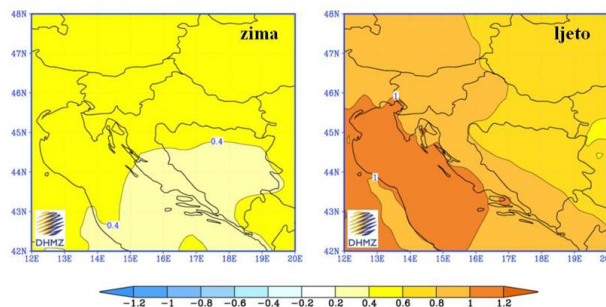 zima
ljeto
48N
48N
47N
47N
46N
46N
1
45N
45N
0.4
44N
44N
1
43N
43N
0.4
DHMZ
DHMZ
42N
42N
12E 13E 14E 15E 16E 17E 18E 19E 20E
12E 13E 14E 15E 16E 17E 18E 19E 20E
-1.2 -1 -0.8 -0.6 -0.4 -0.2 0 0.2 0.4 0.6 0.8 1 1.2